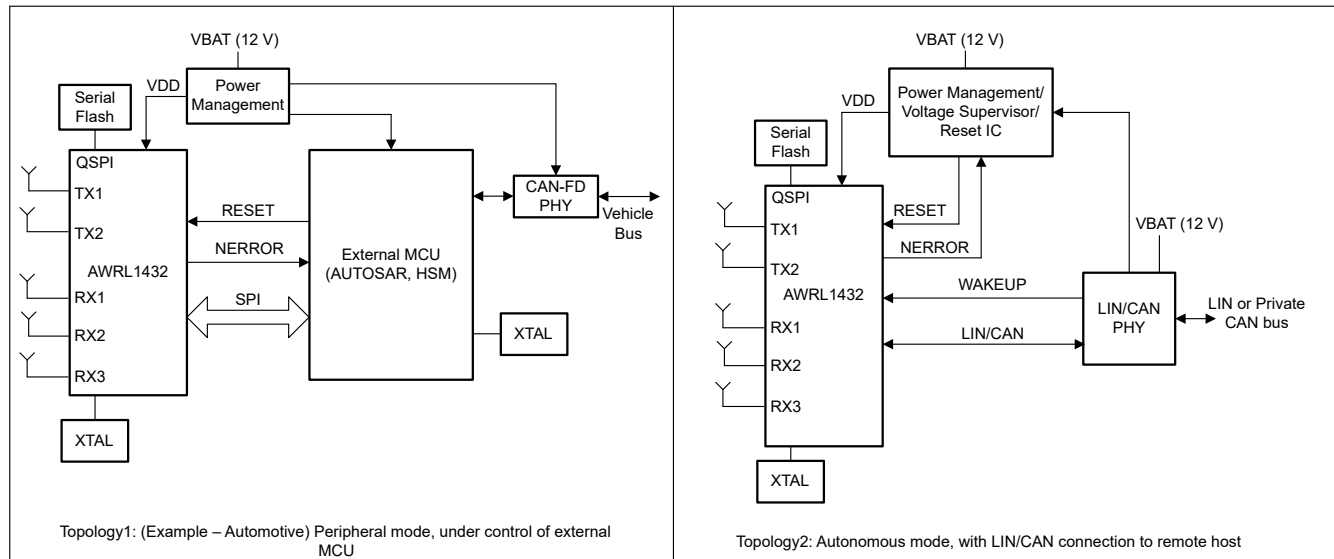 VBAT (12 V)
VDD
Power
Management
Serial
Flash
QSPI
TX1
TX2
AWRL1432
RX1
RX2
RX3
XTAL
RESET
NERROR
SPI
External MCU
(AUTOSAR, HSM)
XTAL
CAN-FD
PHY
Vehicle
Bus
Topology1: (Example – Automotive) Peripheral mode, under control of external
MCU
VBAT (12 V)
VDD
Power Management/
Voltage Supervisor/
Reset IC
Serial
Flash
QSPI
TX1
TX2
AWRL1432
RX1
RX2
RX3
XTAL
RESET
NERROR
WAKEUP
LIN/CAN
VBAT (12 V)
LIN/CAN
PHY
LIN or Private
CAN bus
Topology2: Autonomous mode, with LIN/CAN connection to remote host